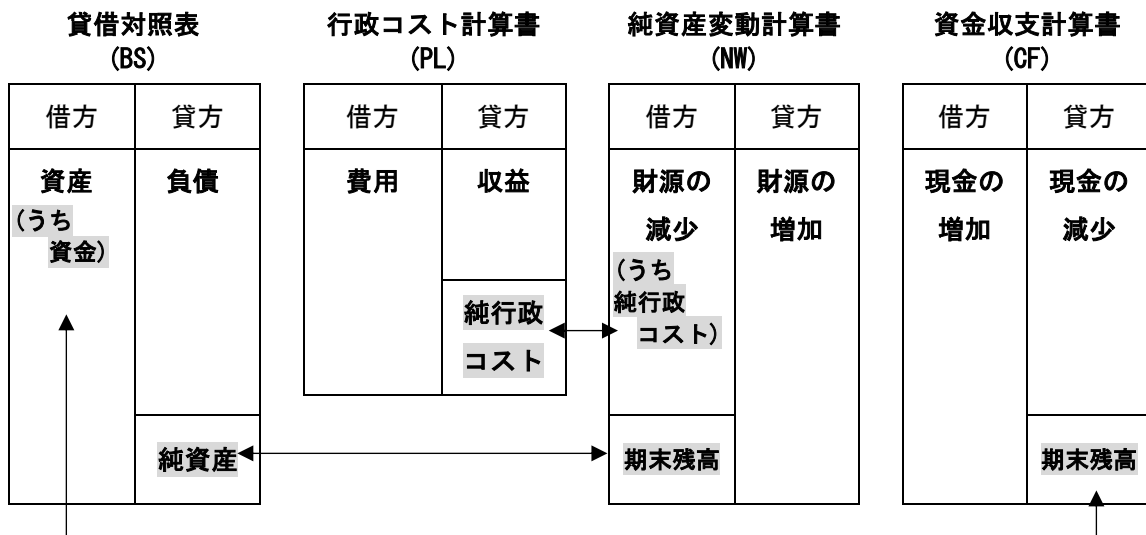 貸借対照表
(BS)
借方
貸方
資産
(うち
資金)
負債
純資産
行政コスト計算書
(PL)
借方
貸方
費用
収益
純行政
コスト
純資産変動計算書
(NW)
借方
貸方
財源の
減少
(うち
純行政
コスト)
期末残高
財源の
増加
資金収支計算書
(CF)
借方
貸方
現金の
増加
現金の
減少
期末残高